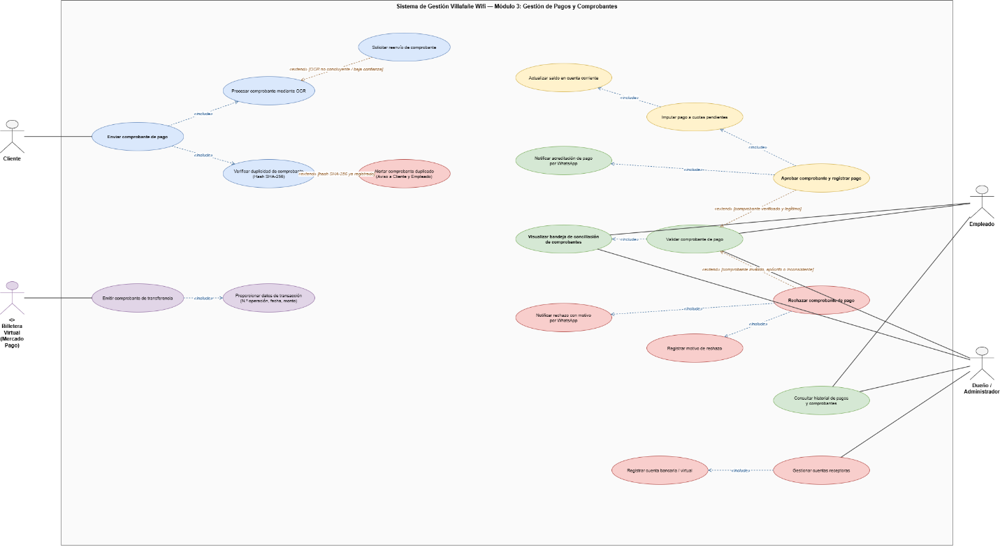 Sistema de Gestión Villafañe Wifi — Módulo 3: Gestión de Pagos y Comprobantes
Solicitar reenvío de comprobante
«extend» [OCR no concluyente / baja confianza]
Procesar comprobante mediante OCR
«include»
Enviar comprobante de pago
Cliente
«include»
Verificar duplicidad de comprobante
(Hash SHA-256)
«extend» [hash SHA-256 ya registrado]
Alertar comprobante duplicado
(Aviso a Cliente y Empleado)
Emitir comprobante de transferencia
«include»
Proporcionar datos de transacción
(N.º operación, fecha, monto)
<>
Billetera
Virtual
(Mercado
Pago)
Actualizar saldo en cuenta corriente
«include»
Imputar pago a cuotas pendientes
«include»
Notificar acreditación de pago
por WhatsApp
«include»
Aprobar comprobante y registrar pago
«extend» [comprobante verificado y legítimo]
Empleado
Visualizar bandeja de conciliación
de comprobantes
«include»
Validar comprobante de pago
«extend» [comprobante inválido, apócrifo o inconsistente]
Rechazar comprobante de pago
«include»
Notificar rechazo con motivo
por WhatsApp
«include»
Registrar motivo de rechazo
Dueño /
Administrador
Consultar historial de pagos
y comprobantes
Registrar cuenta bancaria / virtual
«include»
Gestionar cuentas receptoras